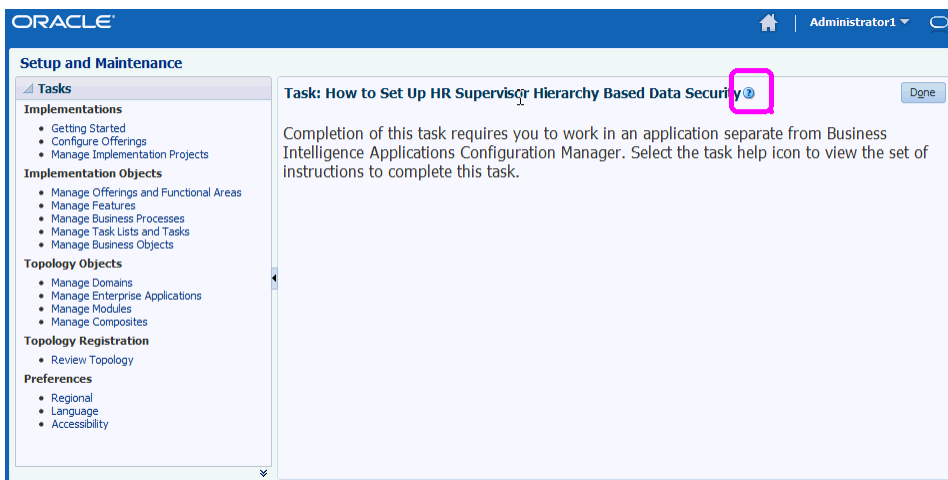 ORACLE
Administrator1
Setup and Maintenance
Tasks
Implementations
Getting Started
Configure Offerings
Manage Implementation Projects
Implementation Objects
Manage Offerings and Functional Areas
Manage Features
Manage Business Processes
Manage Task Lists and Tasks
Manage Business Objects
Topology Objects
Manage Domains
Manage Enterprise Applications
Manage Modules
Manage Composites
Topology Registration
Review Topology
Preferences
Regional
Language
Accessibility
Task: How to Set Up HR Supervisor Hierarchy Based Data Security
Done
Completion of this task requires you to work in an application separate from Business
Intelligence Applications Configuration Manager. Select the task help icon to view the set of
instructions to complete this task.